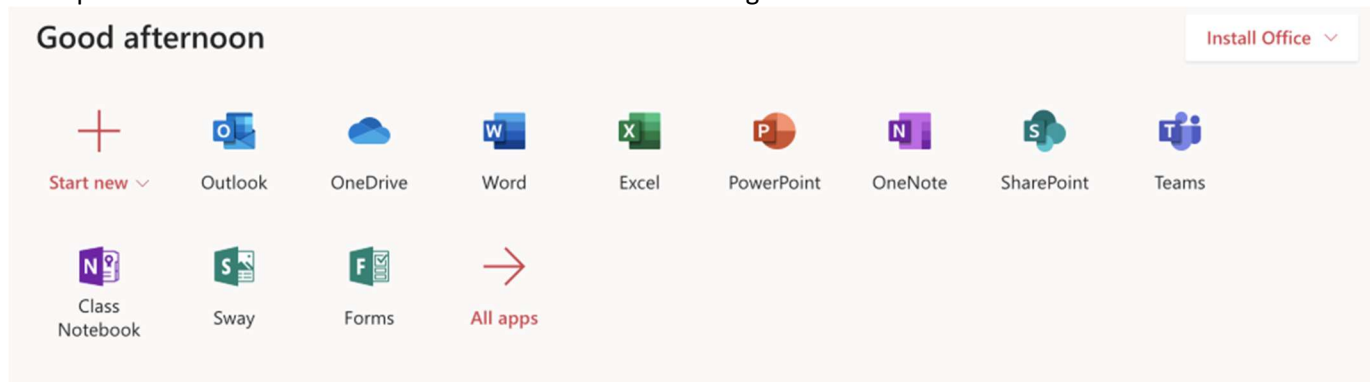 Good afternoon
Install Office
Start new
Outlook
OneDrive
Word
Excel
PowerPoint
OneNote
SharePoint
Teams
Class
Notebook
Sway
Forms
All apps